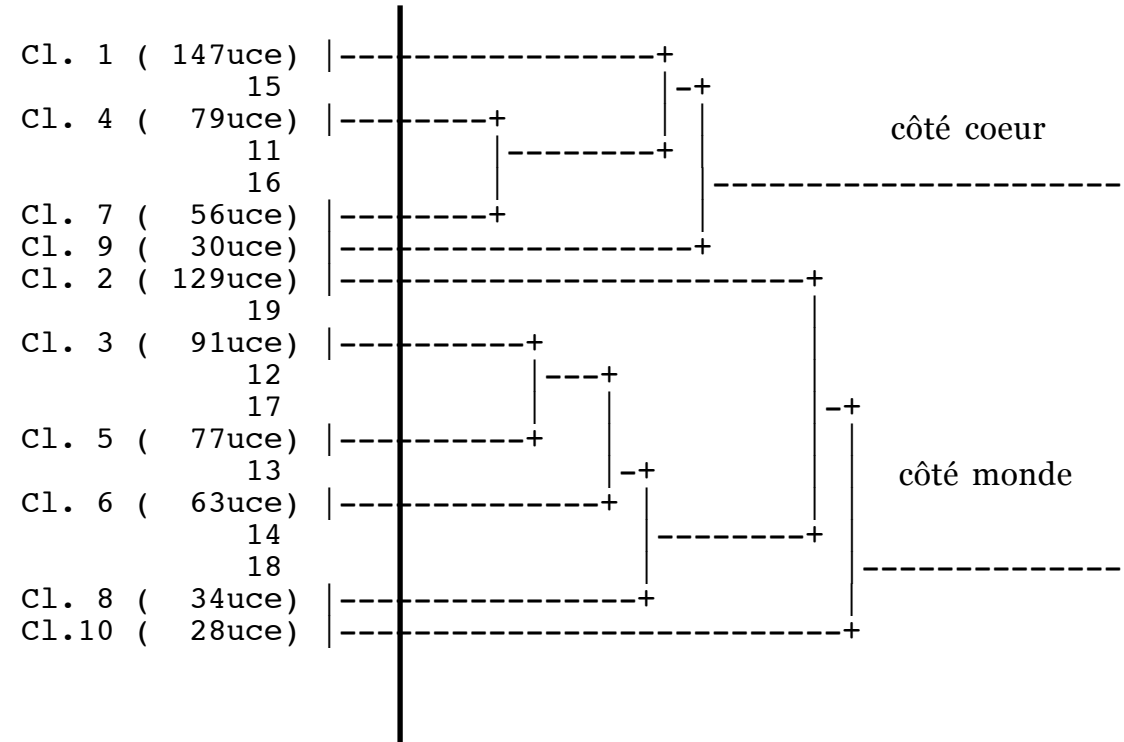 Cl. 1 ( 147uce) |-----------------+
15
Cl. 4 ( 79uce) |--------+
côté coeur
11
16
Cl. 7 ( 56uce) |--------+
Cl. 9 ( 30uce) |-------------------+
Cl. 2 ( 129uce) |-------------------------+
19
Cl. 3 ( 91uce) |----------+
12
17
Cl. 5 ( 77uce) |----------+
13
côté monde
Cl. 6 ( 63uce) |--------------+
14
18
Cl. 8 ( 34uce) |----------------+
Cl.10 ( 28uce) |---------------------------+